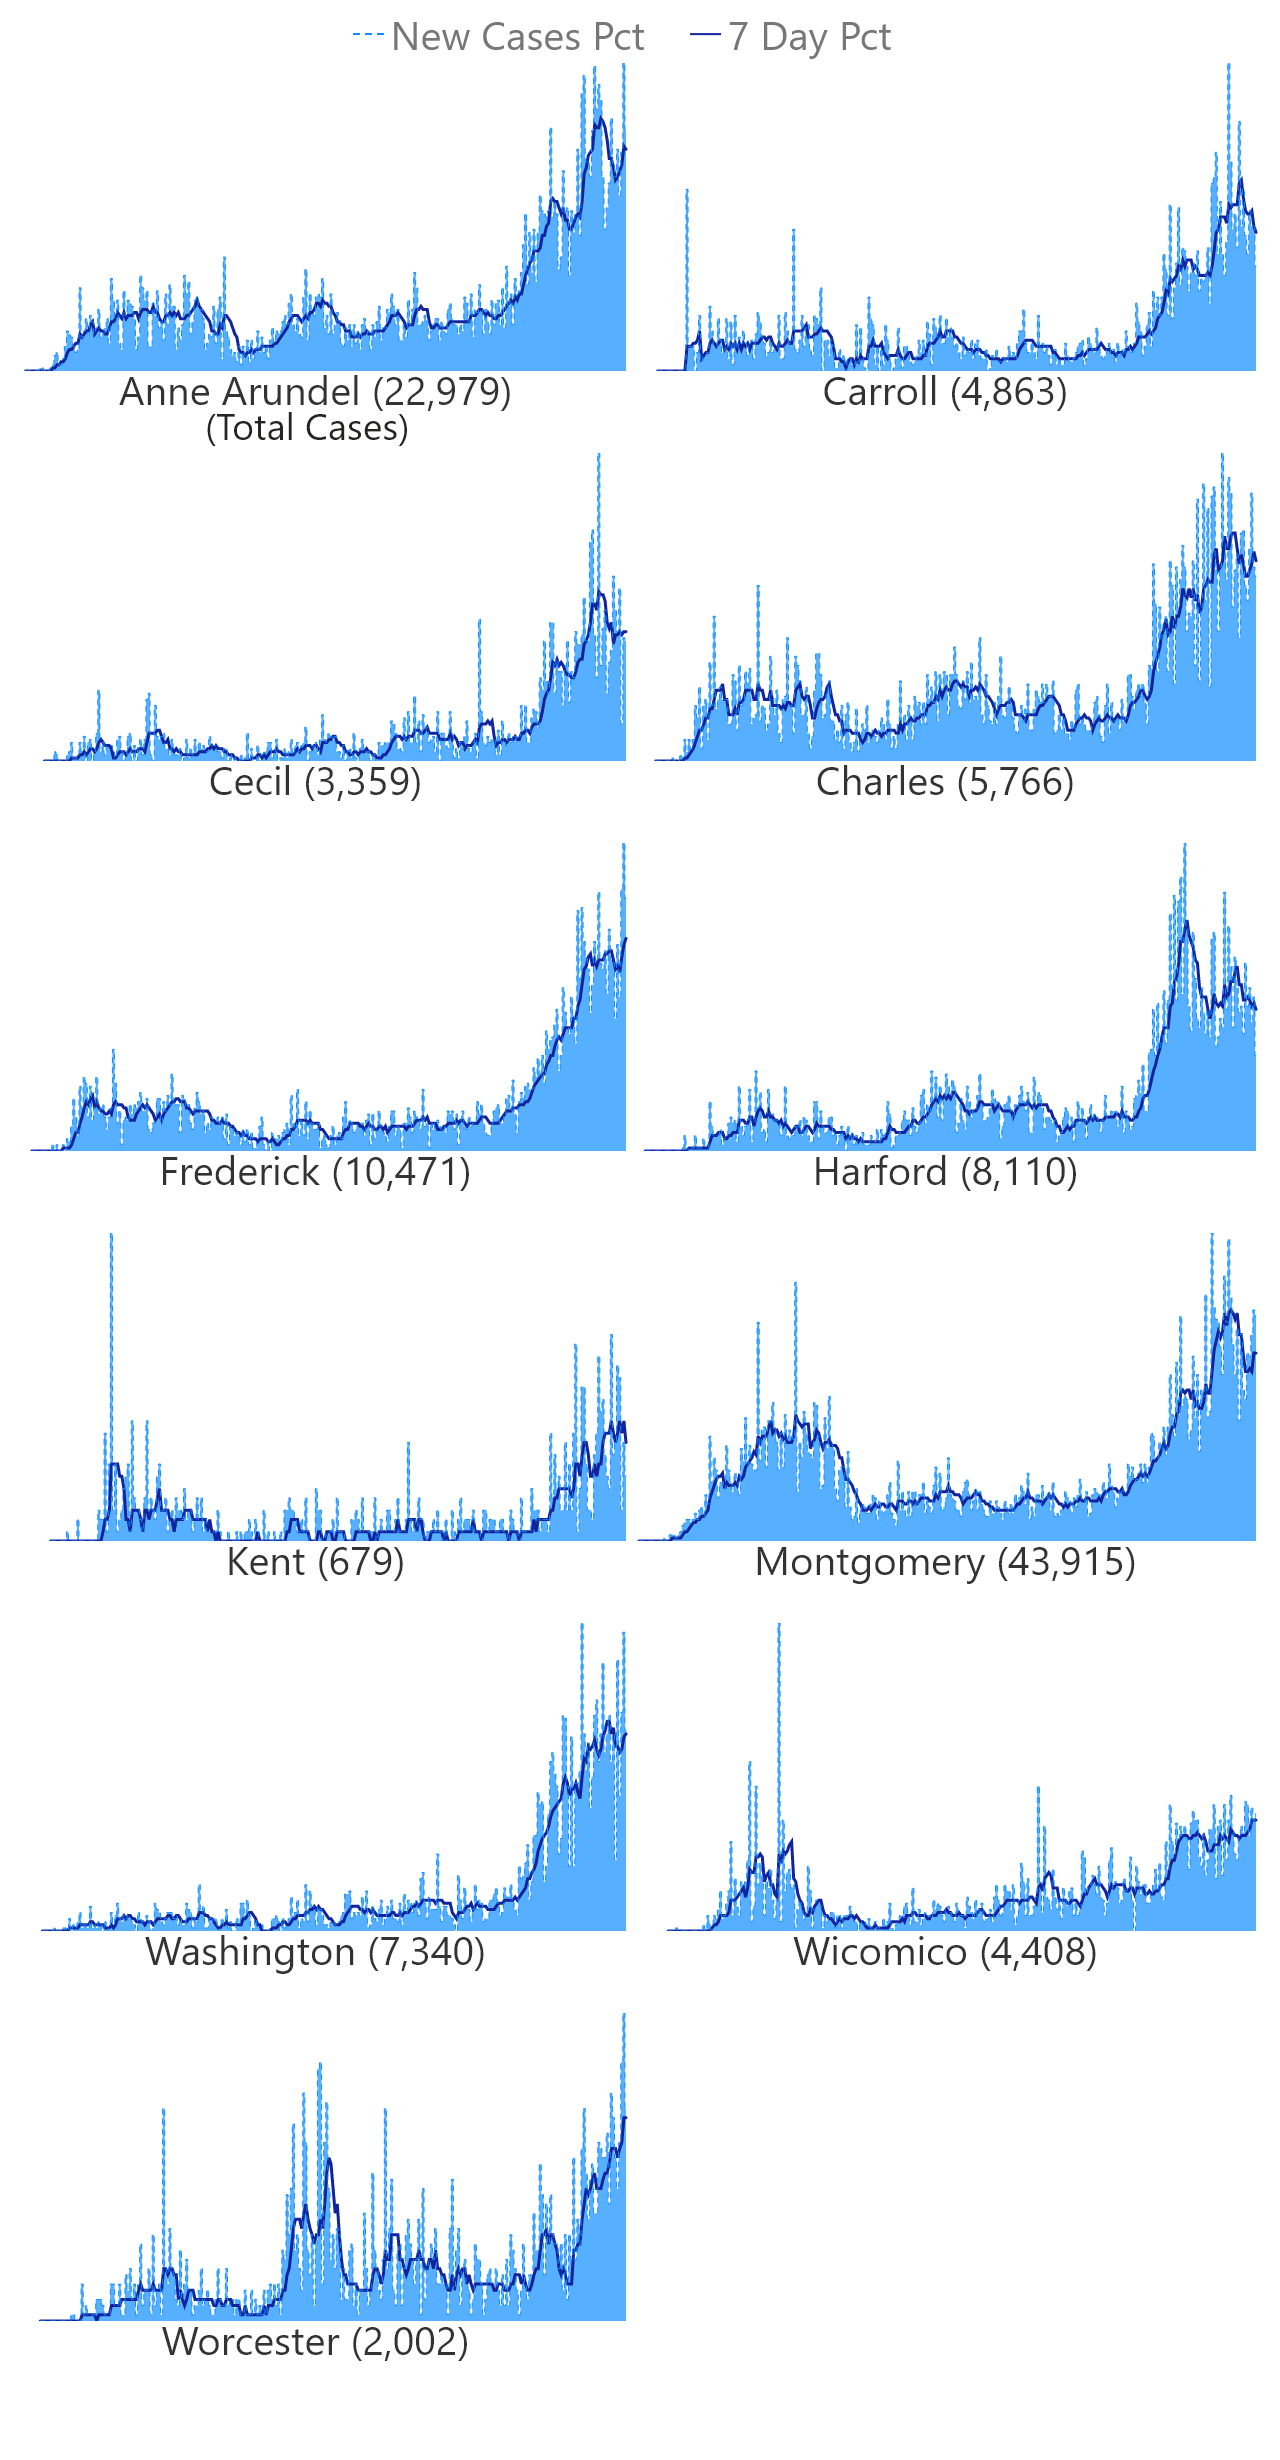 New Cases Pct 7 Day Pct
Anne Arundel (22,979) Carroll (4,863)
(Total Cases)
Cecil (3,359) Charles (5,766)
Frederick (10,471) Harford (8,110)
Kent (679) Montgomery (43,915)
Washington (7,340) Wicomico (4,408)
Worcester (2,002)